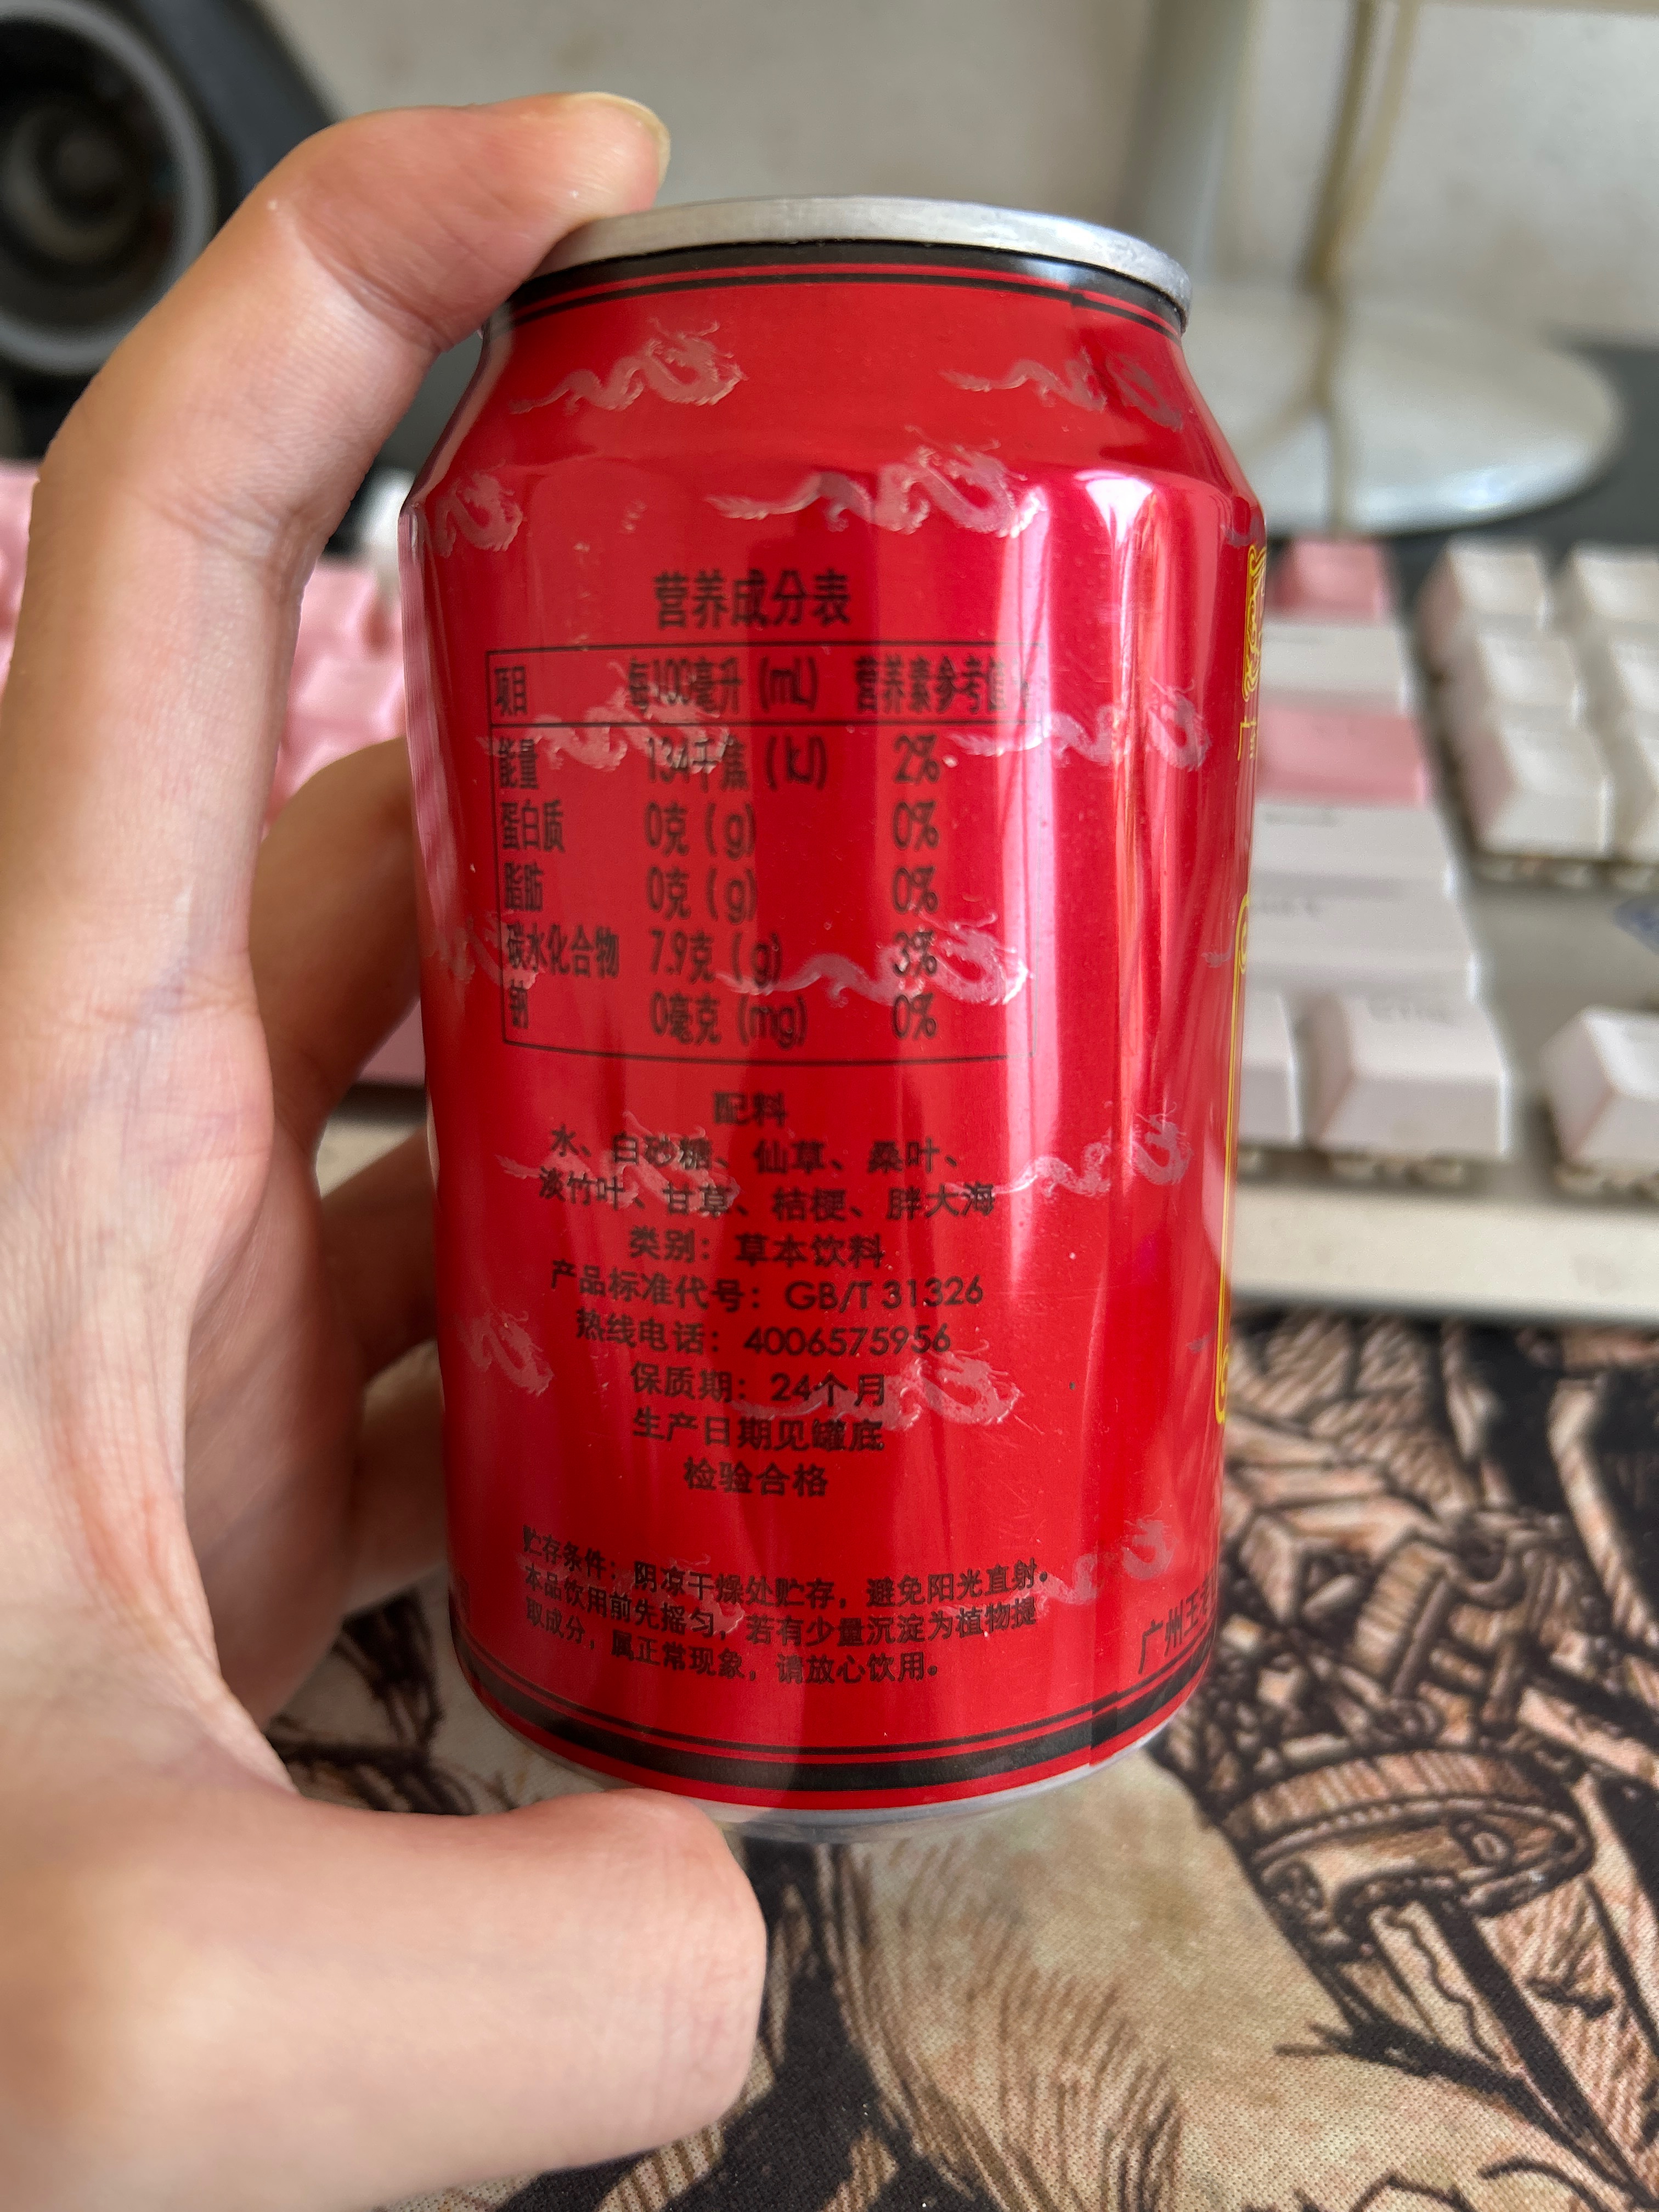 营养成分表
项目 每100毫升（mL） 营养素参考值%
能量 134千焦（kJ） 2%
蛋白质 0克（g） 0%
脂肪 0克（g） 0%
碳水化合物 7.9克（g） 3%
钠 0毫克（mg） 0%
配料
水、白砂糖、仙草、桑叶、
淡竹叶、甘草、桔梗、胖大海
类别：草本饮料
产品标准代号：GB/T 31326
热线电话：4006575956
保质期：24个月
生产日期见罐底
检验合格
贮存条件：阴凉干燥处贮存，避免阳光直射。
本品饮用前先摇匀，若有少量沉淀为植物提
取成分，属正常现象，请放心饮用。
广州王